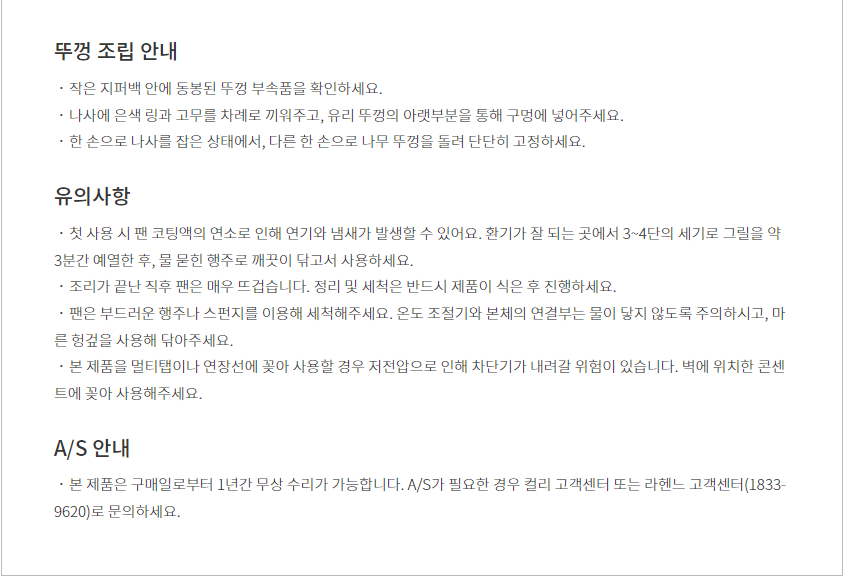 뚜껑 조립 안내
· 작은 지퍼백 안에 동봉된 뚜껑 부속품을 확인하세요.
· 나사에 은색 링과 고무를 차례로 끼워주고, 유리 뚜껑의 아랫부분을 통해 구멍에 넣어주세요.
· 한 손으로 나사를 잡은 상태에서, 다른 한 손으로 나무 뚜껑을 돌려 단단히 고정하세요.
유의사항
· 첫 사용 시 팬 코팅액의 연소로 인해 연기와 냄새가 발생할 수 있어요. 환기가 잘 되는 곳에서 3~4단의 세기로 그릴을 약
3분간 예열한 후, 물 묻힌 행주로 깨끗이 닦고서 사용하세요.
· 조리가 끝난 직후 팬은 매우 뜨겁습니다. 정리 및 세척은 반드시 제품이 식은 후 진행하세요.
· 팬은 부드러운 행주나 스펀지를 이용해 세척해주세요. 온도 조절기와 본체의 연결부는 물이 닿지 않도록 주의하시고, 마
른 헝겊을 사용해 닦아주세요.
· 본 제품을 멀티탭이나 연장선에 꽂아 사용할 경우 저전압으로 인해 차단기가 내려갈 위험이 있습니다. 벽에 위치한 콘센
트에 꽂아 사용해주세요.
A/S 안내
· 본 제품은 구매일로부터 1년간 무상 수리가 가능합니다. A/S가 필요한 경우 컬리 고객센터 또는 라헨느 고객센터(1833-
9620)로 문의하세요.